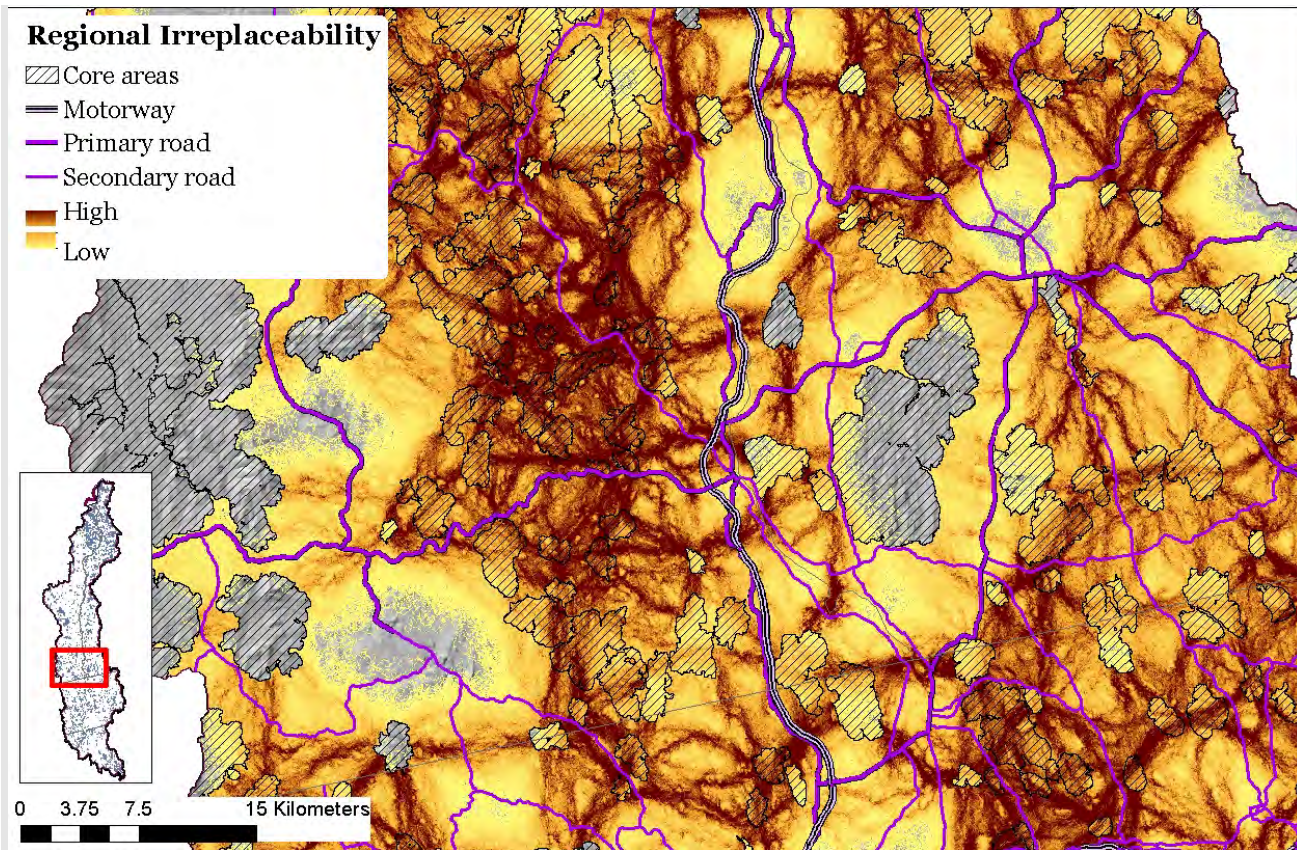 Regional Irreplaceability
Core areas
Motorway
Primary road
Secondary road
High
Low
0 3.75 7.5 15 Kilometers